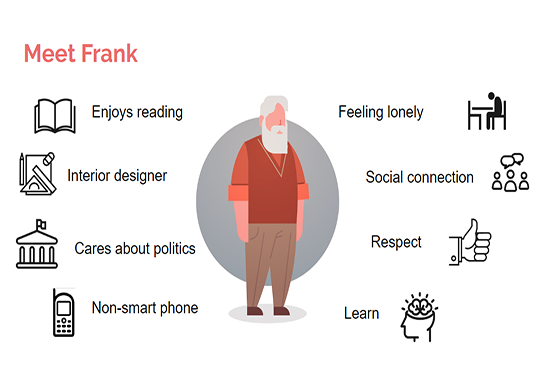 Meet Frank
Enjoys reading
Interior designer
Cares about politics
Non-smart phone
Feeling lonely
Social connection
Respect
Learn